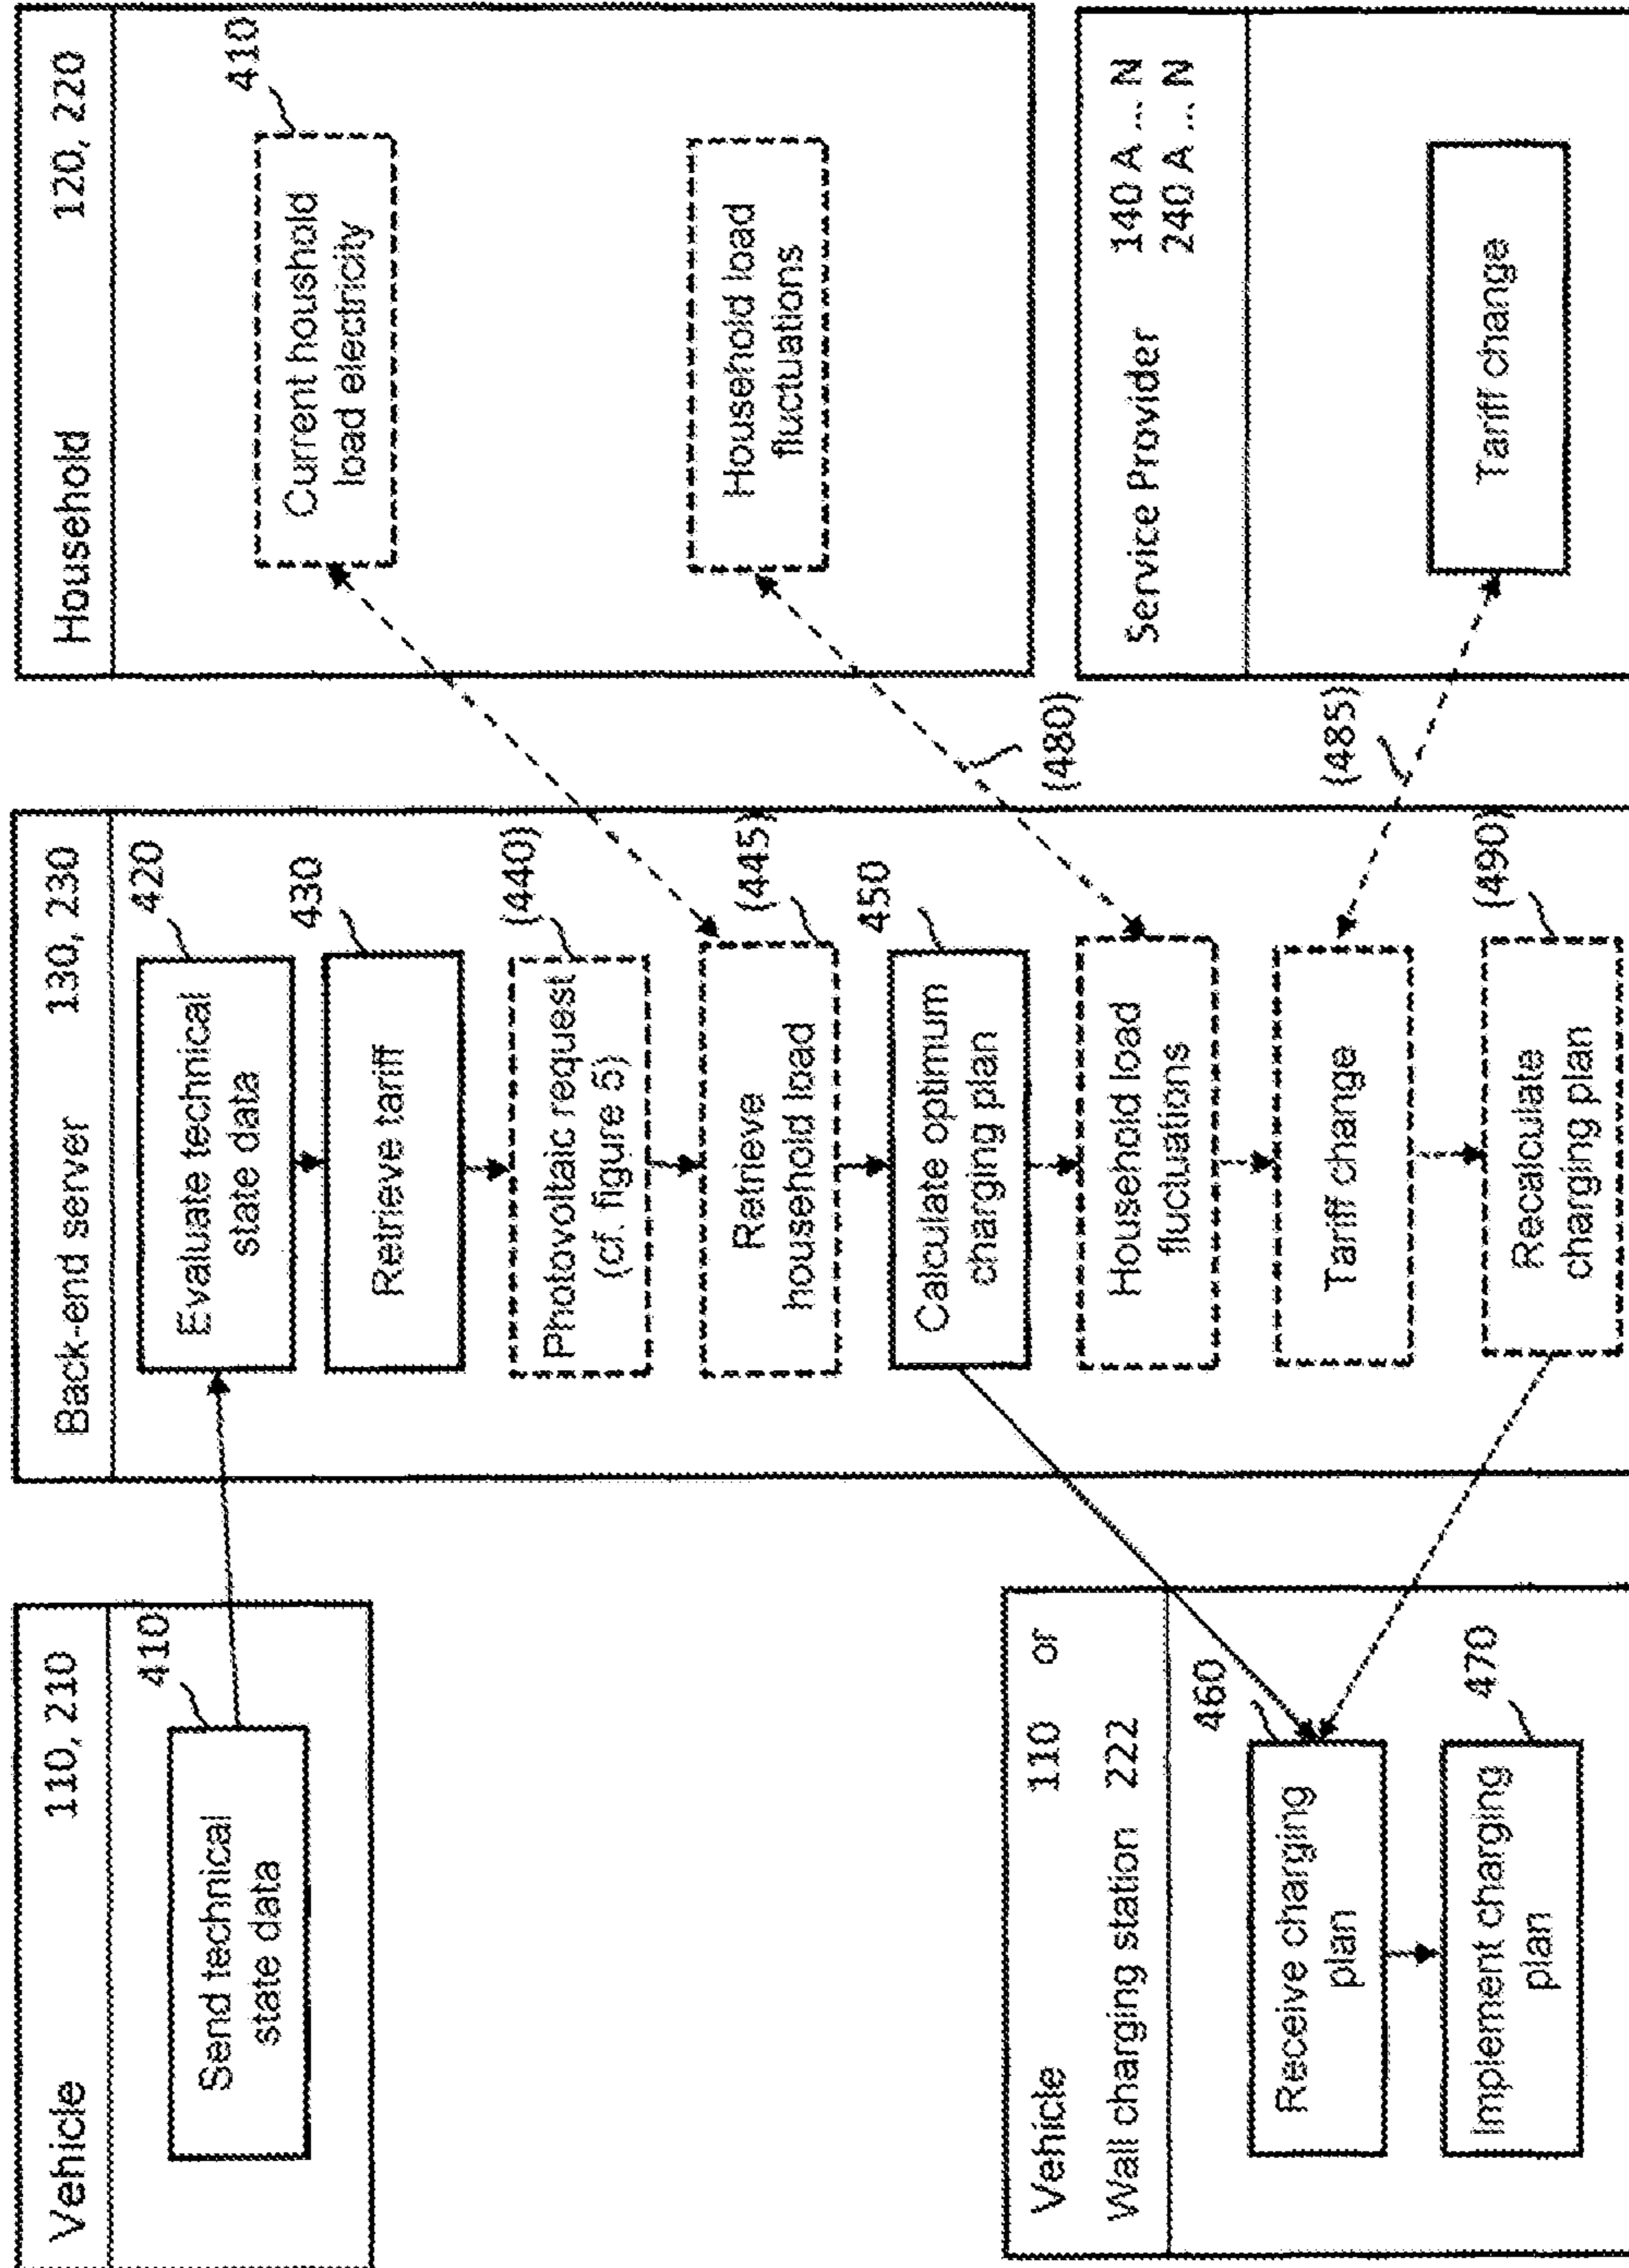 Vehicle 110, 210
410
Send technical
state data
Vehicle 110 or
Wall charging station 222
460
Receive charging
plan
470
Implement charging
plan
Back-end server 130, 230
420
Evaluate technical
state data
430
Retrieve tariff
(440)
Photovoltaic request
(cf. figure 5)
(445)
Retrieve
household load
450
Calculate optimum
charging plan
Household load
fluctuations
Tariff change
(490)
Recalculate
charging plan
(480)
(485)
Household 120, 220
410
Current houshold
load electricity
Household load
fluctuations
Service Provider 140 A ... N
240 A ... N
Tariff change